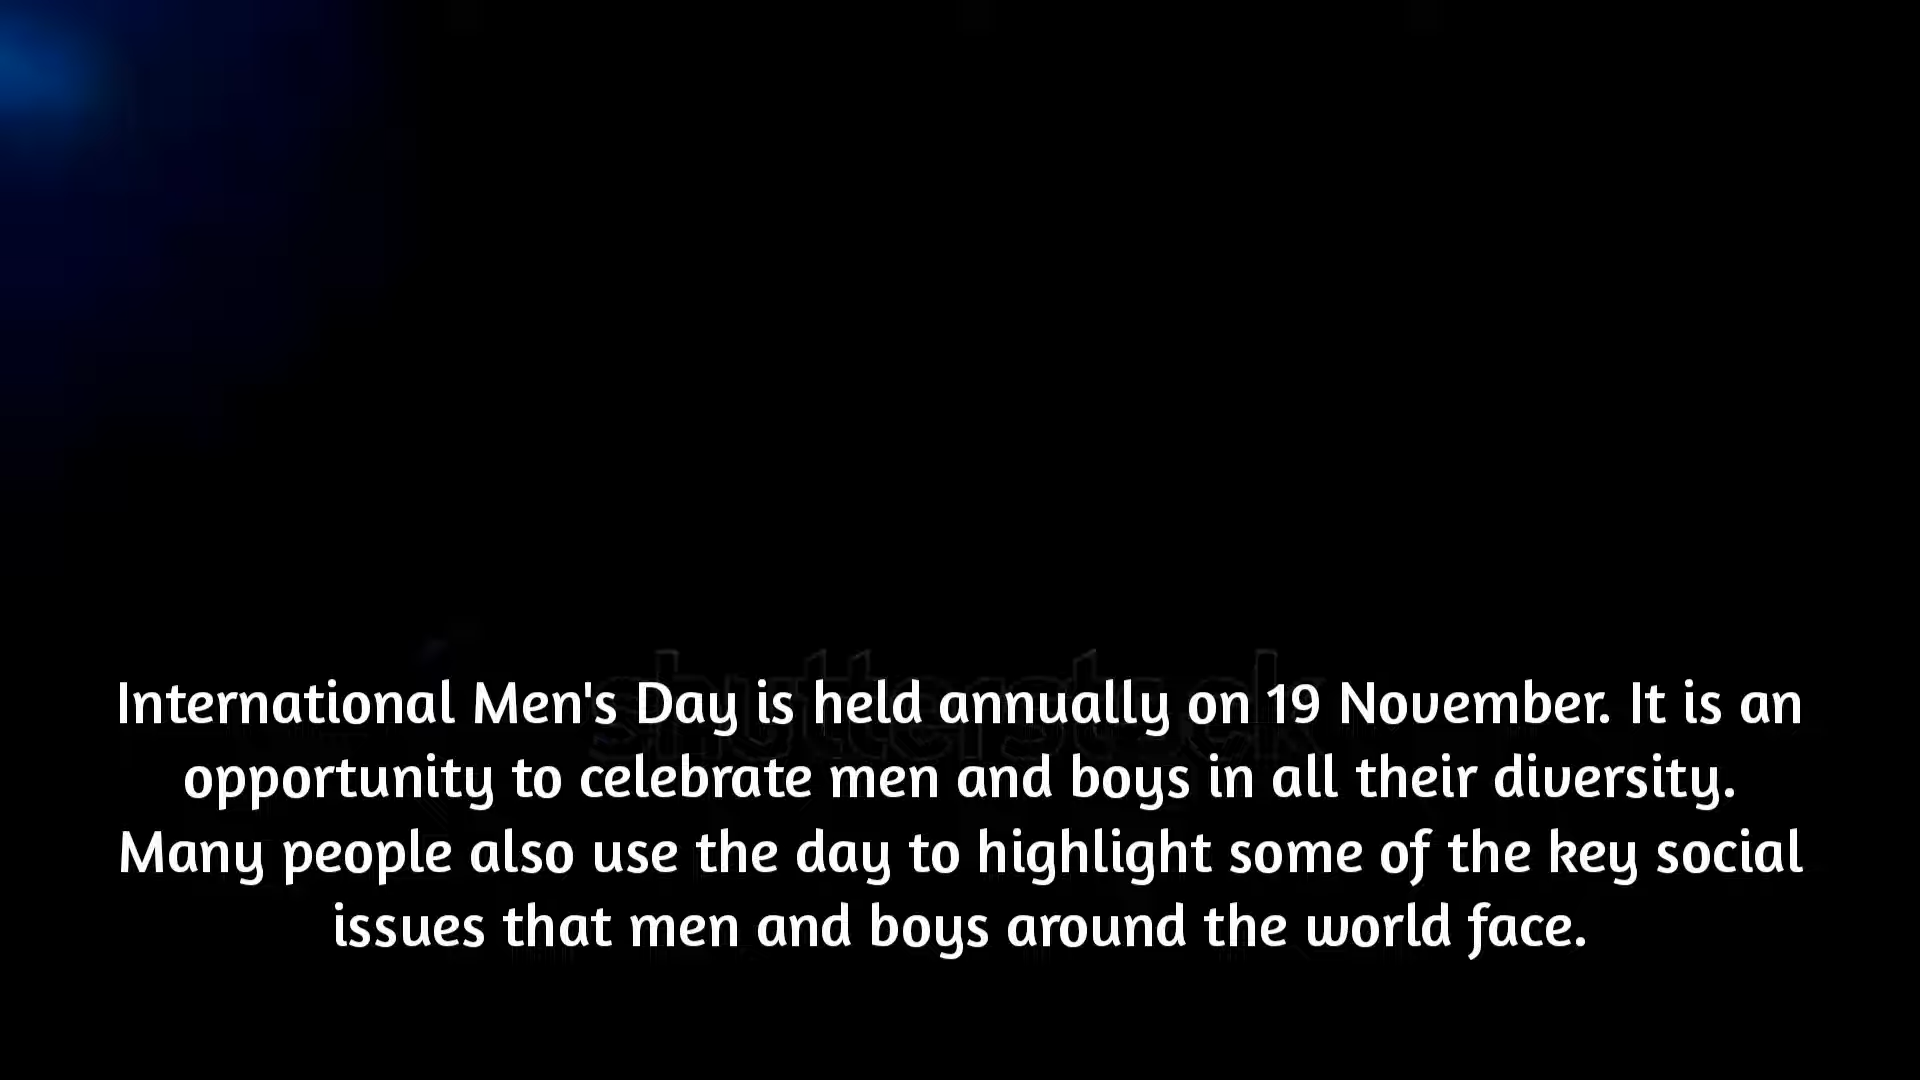 shutterstock
International Men's Day is held annually on 19 November. It is an
opportunity to celebrate men and boys in all their diversity.
Many people also use the day to highlight some of the key social
issues that men and boys around the world face.